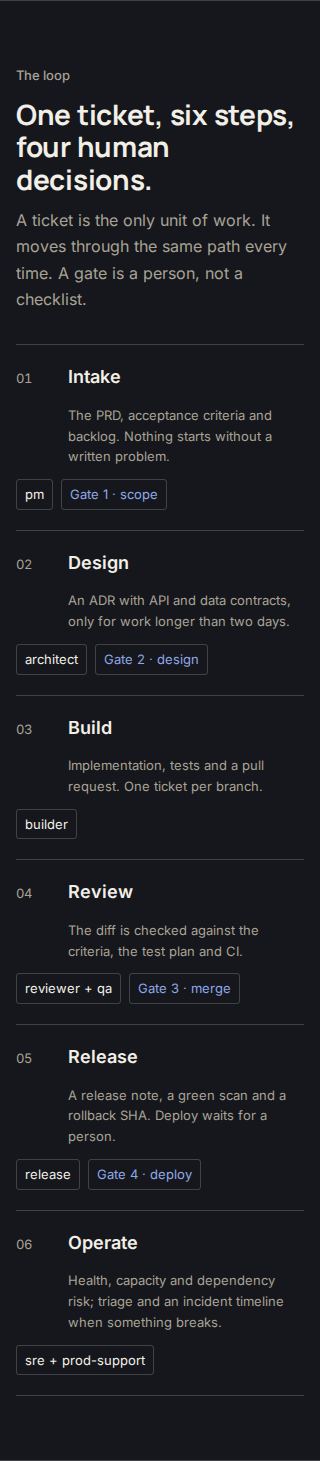 The loop
One ticket, six steps,
four human
decisions.
A ticket is the only unit of work. It
moves through the same path every
time. A gate is a person, not a
checklist.
01 Intake
The PRD, acceptance criteria and
backlog. Nothing starts without a
written problem.
pm Gate 1 · scope
02 Design
An ADR with API and data contracts,
only for work longer than two days.
architect Gate 2 · design
03 Build
Implementation, tests and a pull
request. One ticket per branch.
builder
04 Review
The diff is checked against the
criteria, the test plan and CI.
reviewer + qa Gate 3 · merge
05 Release
A release note, a green scan and a
rollback SHA. Deploy waits for a
person.
release Gate 4 · deploy
06 Operate
Health, capacity and dependency
risk; triage and an incident timeline
when something breaks.
sre + prod-support